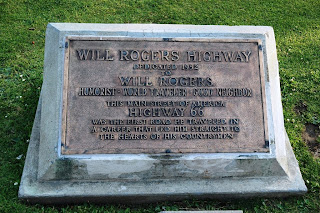 WILL ROGERS HIGHWAY
DEDICATED 1952
TO
WILL ROGERS
HUMORIST WORLD TRAVELER GOOD NEIGHBOR
THIS MAIN STREET OF AMERICA
HIGHWAY 66
WAS THE FIRST ROAD HE TRAVELED IN
A CAREER THAT LED HIM STRAIGHT TO
THE HEARTS OF HIS COUNTRYMEN